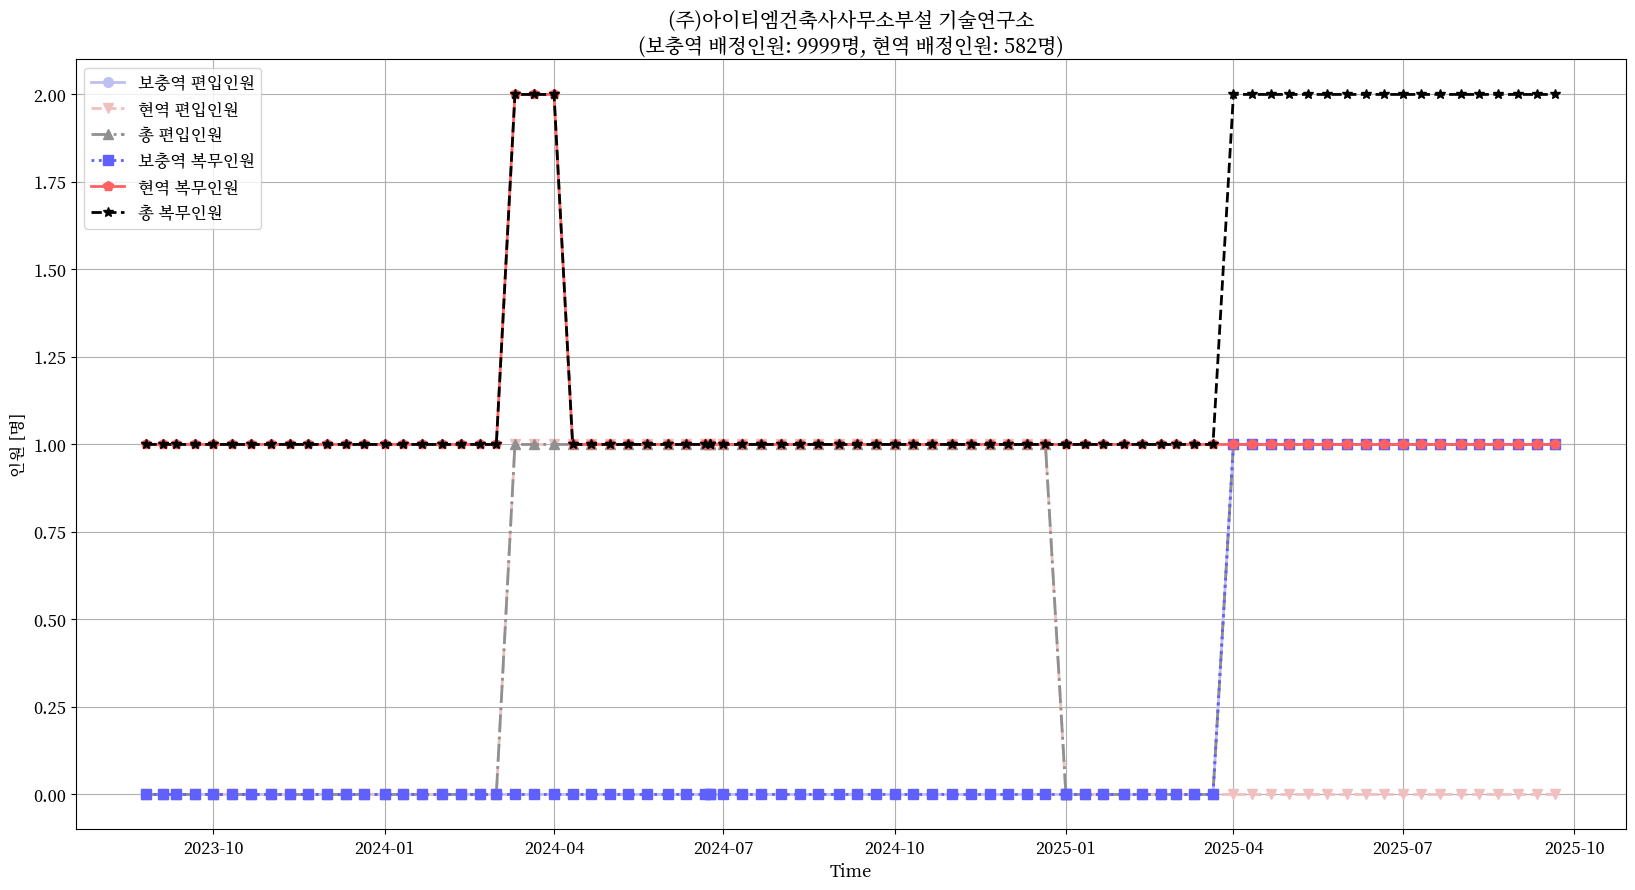 (주)아이티엠건축사사무소부설 기술연구소
(보충역 배정인원: 9999명, 현역 배정인원: 582명)
보충역 편입인원
현역 편입인원
총 편입인원
보충역 복무인원
현역 복무인원
총 복무인원
2.00
1.75
1.50
1.25
1.00
0.75
0.50
0.25
0.00
인원 [명]
2023-10
2024-01
2024-04
2024-07
2024-10
2025-01
2025-04
2025-07
2025-10
Time